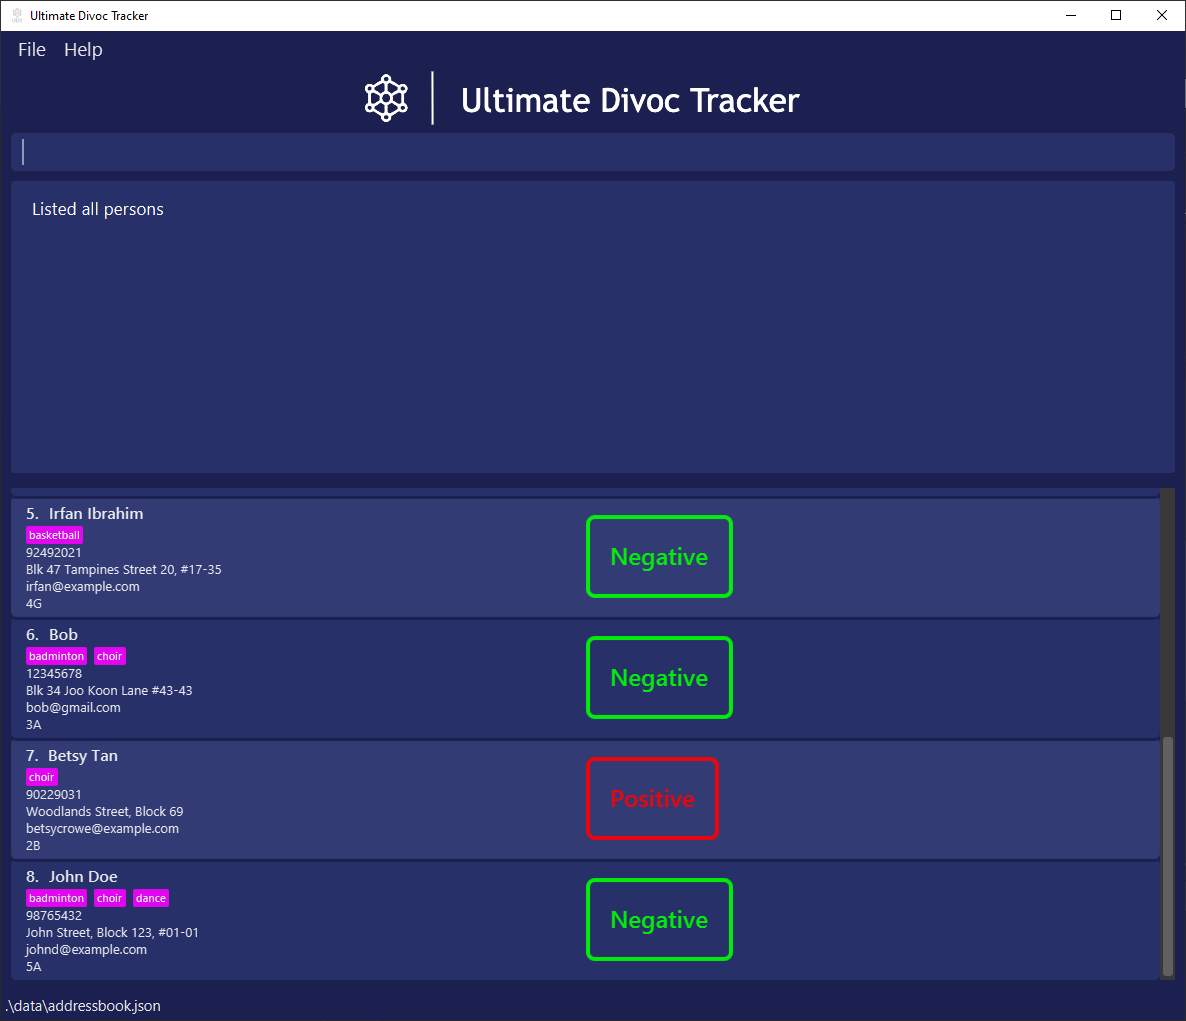 Ultimate Divoc Tracker
File Help
Ultimate Divoc Tracker
Listed all persons
5. Irfan Ibrahim
basketball
92492021
Blk 47 Tampines Street 20, #17-35
irfan@example.com
4G
Negative
6. Bob
badminton choir
12345678
Blk 34 Joo Koon Lane #43-43
bob@gmail.com
3A
Negative
7. Betsy Tan
choir
90229031
Woodlands Street, Block 69
betsycrowe@example.com
2B
Positive
8. John Doe
badminton choir dance
98765432
John Street, Block 123, #01-01
johnd@example.com
5A
Negative
.\data\addressbook.json